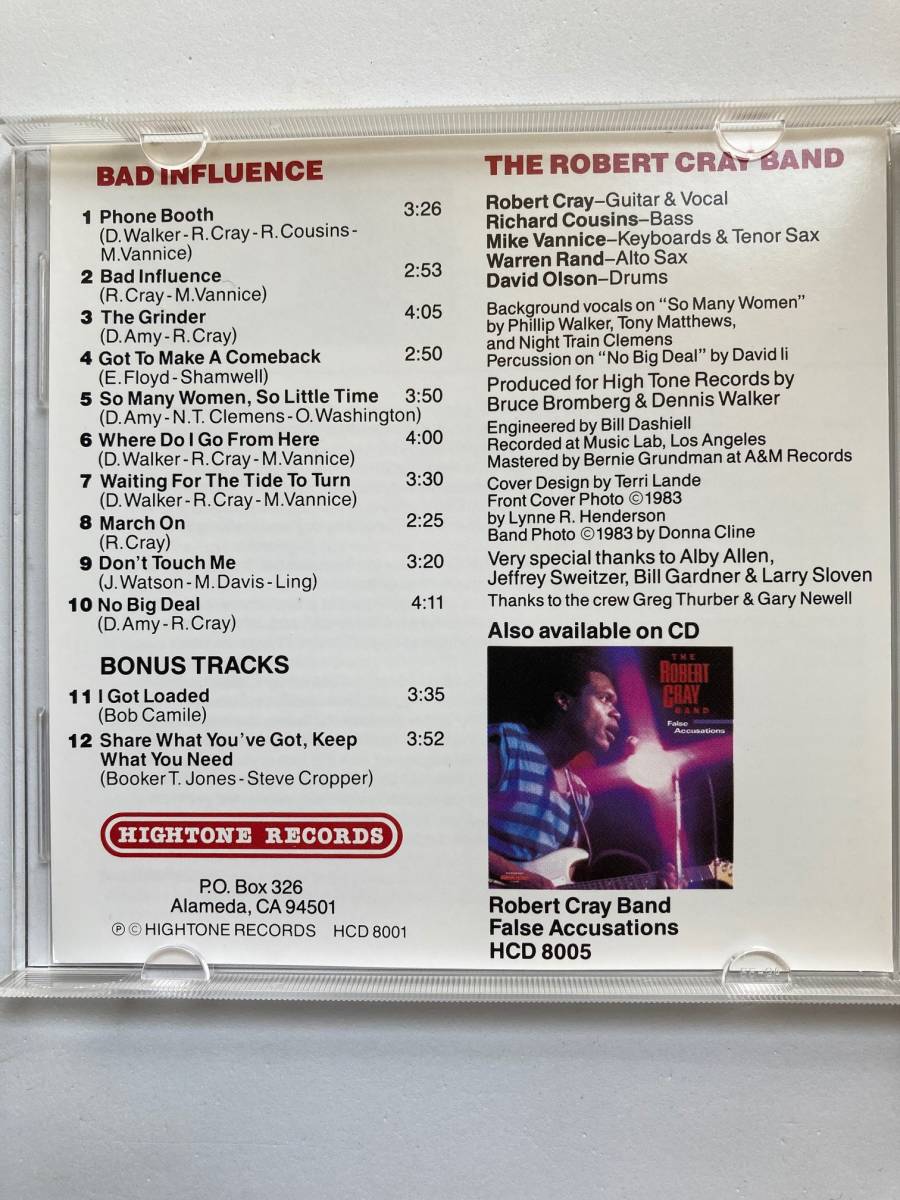 BAD INFLUENCE
1 Phone Booth 3:26
(D. Walker-R. Cray-R. Cousins-
M. Vannice)
2 Bad Influence 2:53
(R. Cray-M. Vannice)
3 The Grinder 4:05
(D. Amy-R. Cray)
4 Got To Make A Comeback 2:50
(E. Floyd-Shamwell)
5 So Many Women, So Little Time 3:50
(D. Amy-N.T. Clemens-O. Washington)
6 Where Do I Go From Here 4:00
(D. Walker-R. Cray-M. Vannice)
7 Waiting For The Tide To Turn 3:30
(D. Walker-R. Cray-M. Vannice)
8 March On 2:25
(R. Cray)
9 Don't Touch Me 3:20
(J. Watson-M. Davis-Ling)
10 No Big Deal 4:11
(D. Amy-R. Cray)
BONUS TRACKS
11 I Got Loaded 3:35
(Bob Camile)
12 Share What You've Got, Keep 3:52
What You Need
(Booker T. Jones-Steve Cropper)
HIGHTONE RECORDS
P.O. Box 326
Alameda, CA 94501
℗ © HIGHTONE RECORDS HCD 8001
THE ROBERT CRAY BAND
Robert Cray–Guitar & Vocal
Richard Cousins–Bass
Mike Vannice–Keyboards & Tenor Sax
Warren Rand–Alto Sax
David Olson–Drums
Background vocals on "So Many Women"
by Phillip Walker, Tony Matthews,
and Night Train Clemens
Percussion on "No Big Deal" by David li
Produced for High Tone Records by
Bruce Bromberg & Dennis Walker
Engineered by Bill Dashiell
Recorded at Music Lab, Los Angeles
Mastered by Bernie Grundman at A&M Records
Cover Design by Terri Lande
Front Cover Photo ©1983
by Lynne R. Henderson
Band Photo ©1983 by Donna Cline
Very special thanks to Alby Allen,
Jeffrey Sweitzer, Bill Gardner & Larry Sloven
Thanks to the crew Greg Thurber & Gary Newell
Also available on CD
THE
ROBERT
CRAY
BAND
False
Accusations
Robert Cray Band
False Accusations
HCD 8005